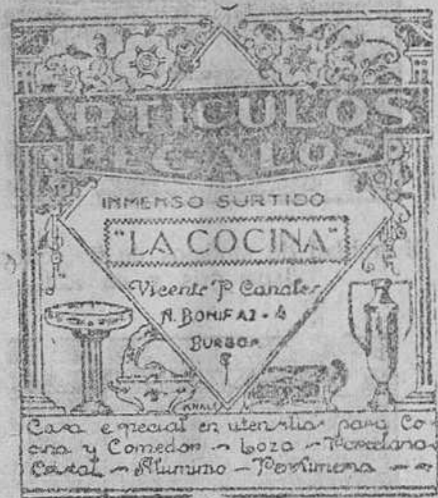 ARTICULOS
REGALOS
INMENSO SURTIDO
"LA COCINA"
Vicente P. Canales
A. BONIFAZ - 4
BURGOS
Casa especial en utensilios para Co
cina y Comedor - Loza - Porcelana
Cristal - Aluminio - Perfumeria -